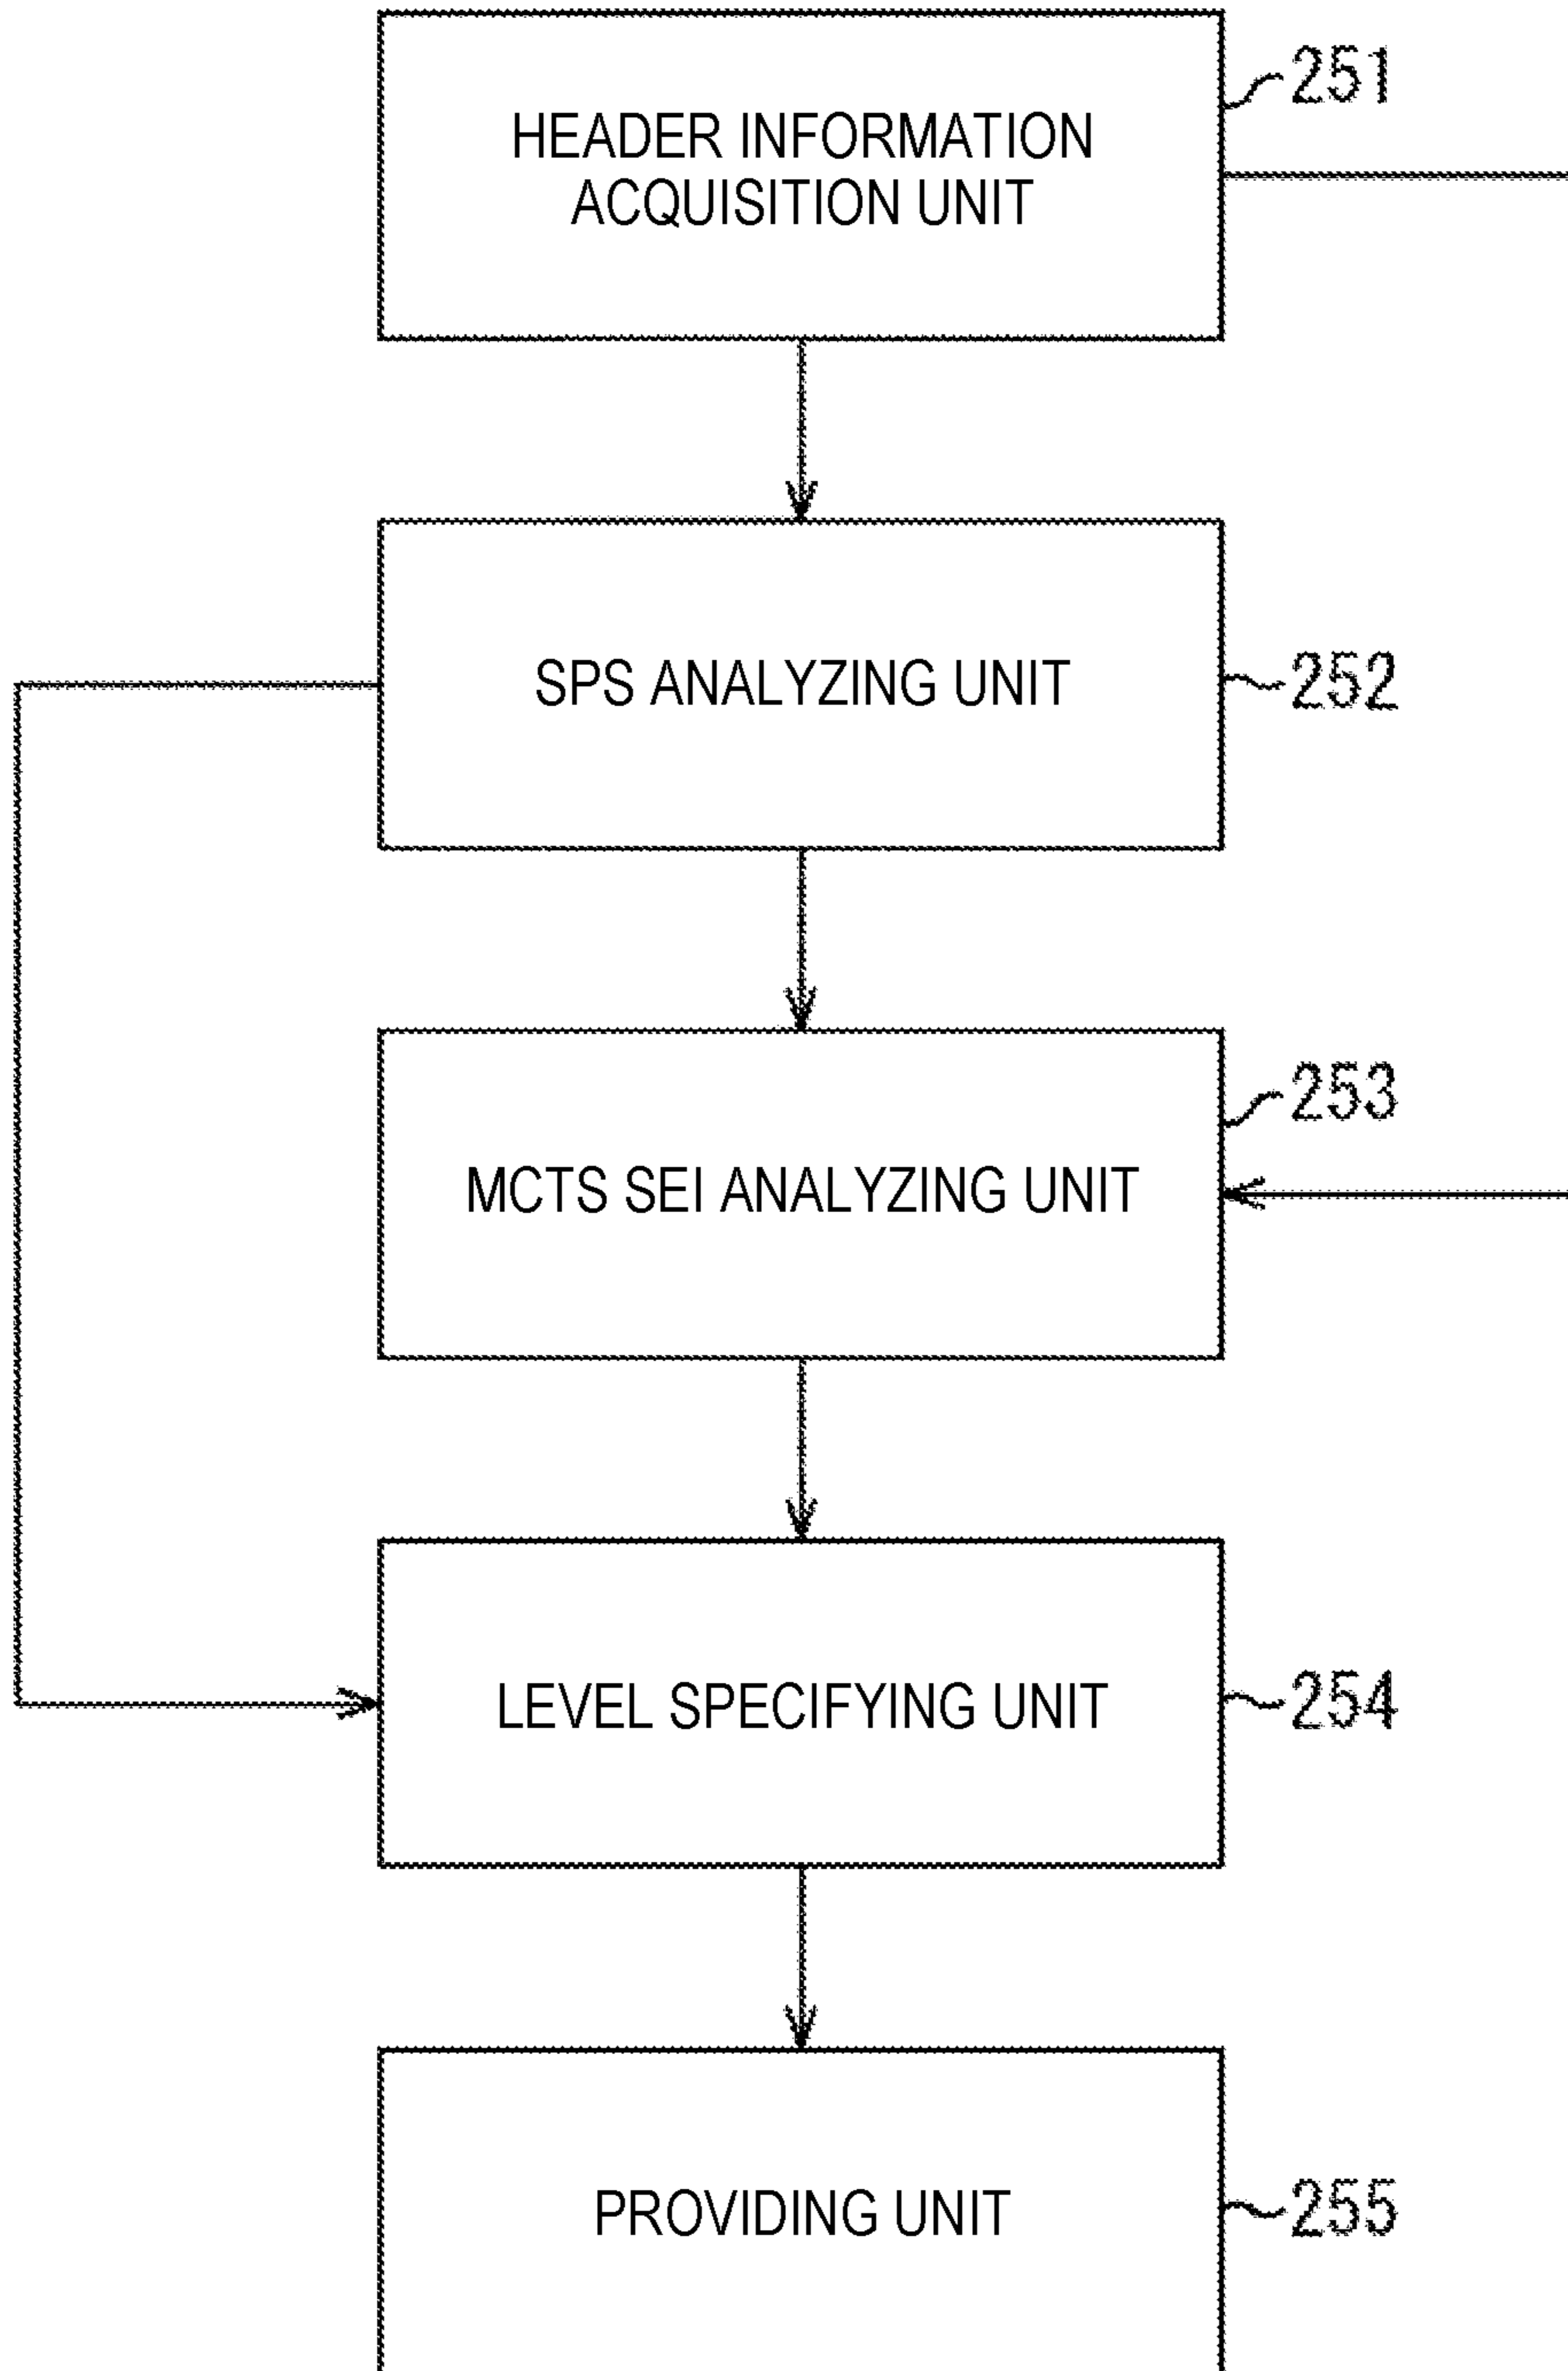 HEADER INFORMATION
ACQUISITION UNIT
251
SPS ANALYZING UNIT
252
253
MCTS SEI ANALYZING UNIT
LEVEL SPECIFYING UNIT
254
PROVIDING UNIT
255